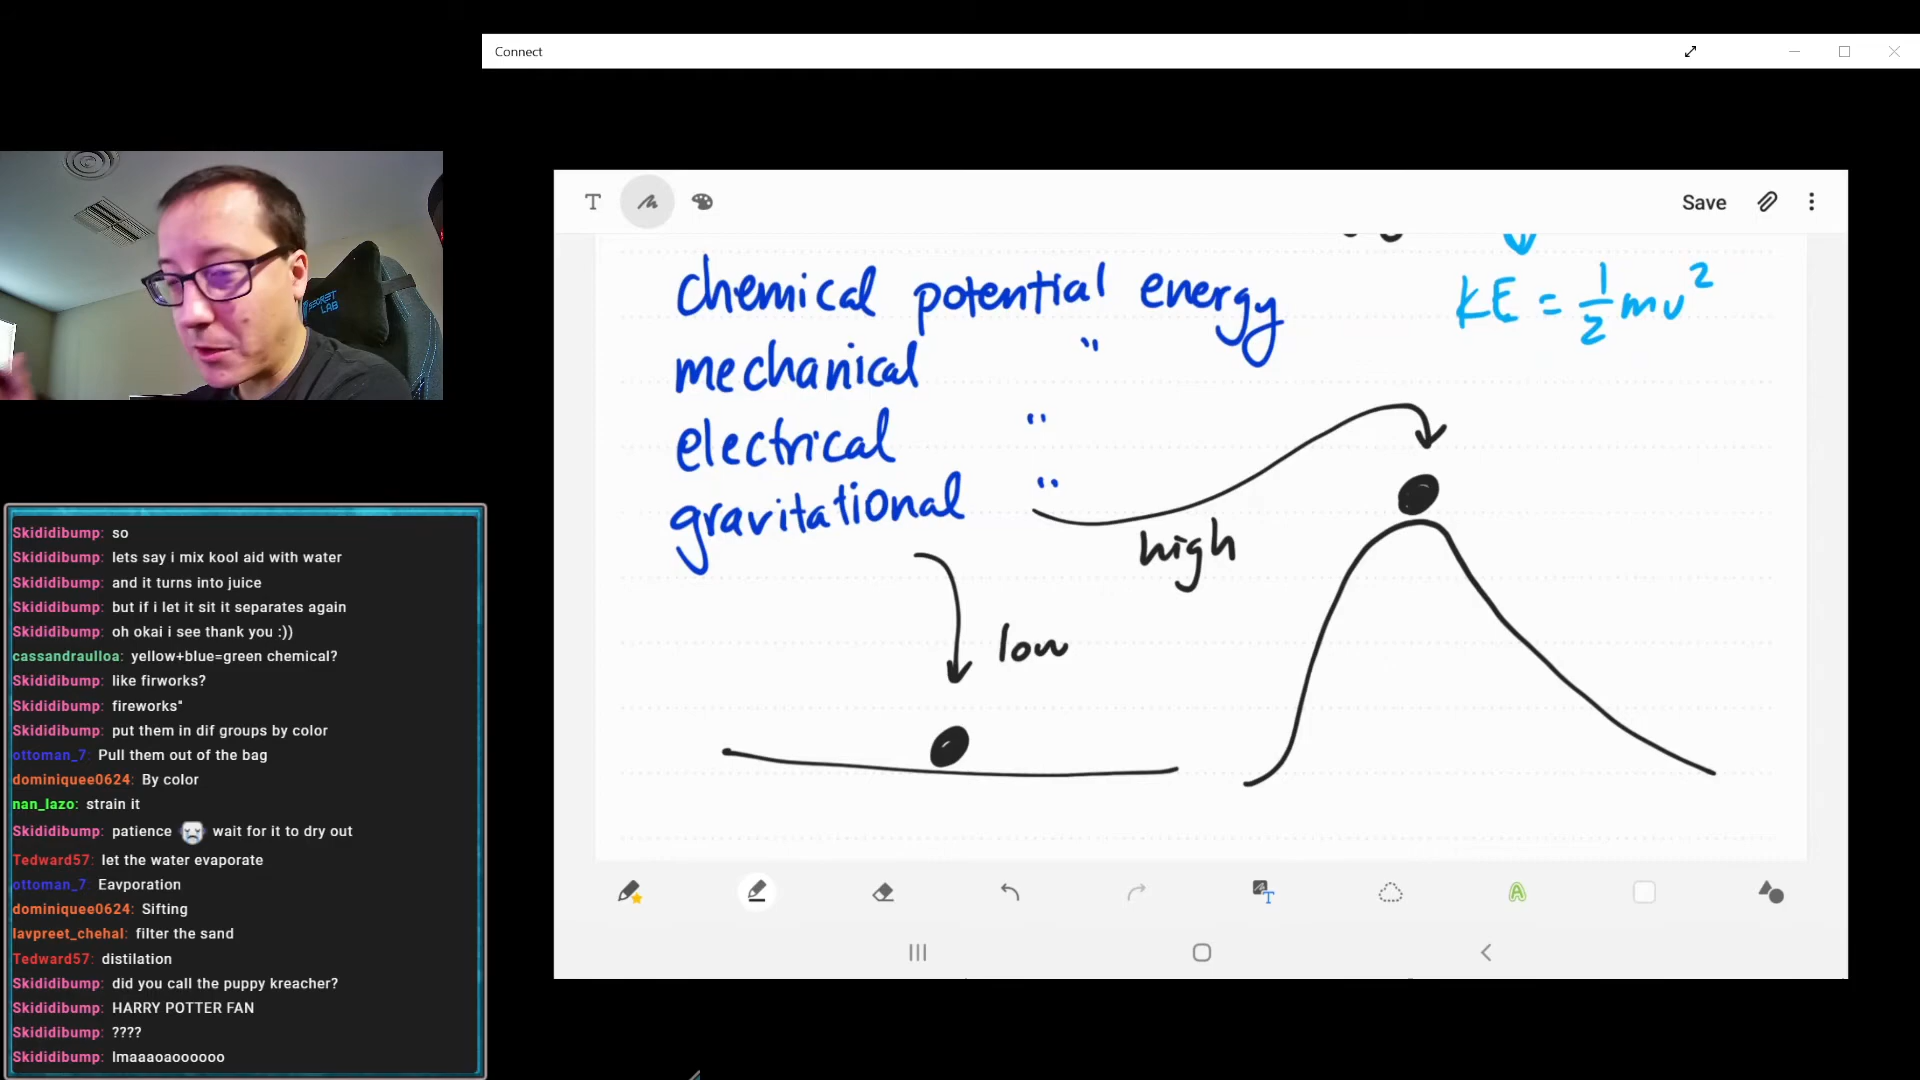 Connect
T
Save
chemical potential energy
KE = 1/2 mv²
mechanical "
electrical "
gravitational "
high
low
SECRET LAB
T
A
Skididibump: so
Skididibump: lets say i mix kool aid with water
Skididibump: and it turns into juice
Skididibump: but if i let it sit it separates again
Skididibump: oh okai i see thank you :))
cassandraulloa: yellow+blue=green chemical?
Skididibump: like firworks?
Skididibump: fireworks"
Skididibump: put them in dif groups by color
ottoman_7: Pull them out of the bag
dominiquee0624: By color
nan_lazo: strain it
Skididibump: patience wait for it to dry out
Tedward57: let the water evaporate
ottoman_7: Eavporation
dominiquee0624: Sifting
lavpreet_chehal: filter the sand
Tedward57: distilation
Skididibump: did you call the puppy kreacher?
Skididibump: HARRY POTTER FAN
Skididibump: ????
Skididibump: lmaaaoaoooooo